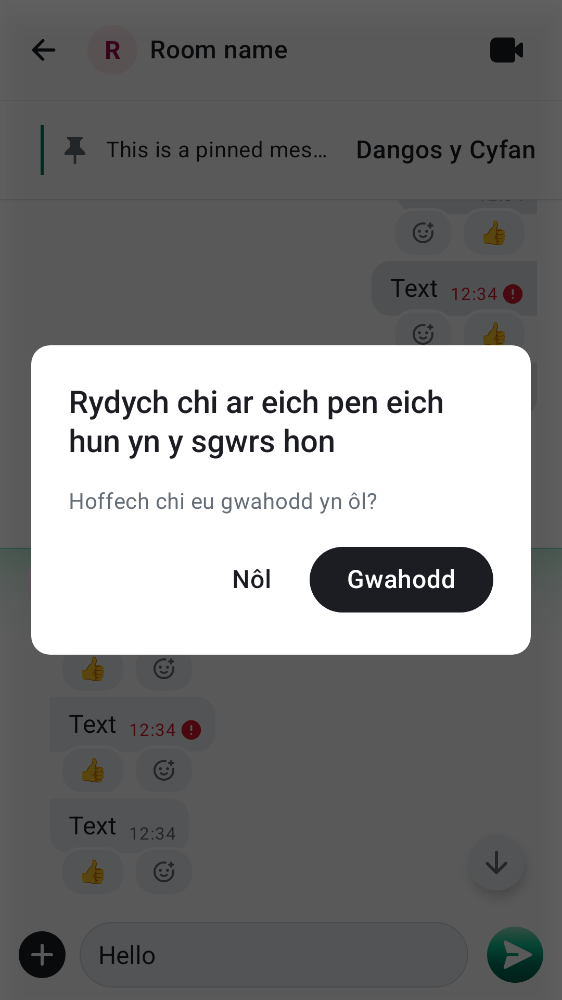 R Room name
This is a pinned mes... Dangos y Cyfan
Text 12:34
Rydych chi ar eich pen eich
hun yn y sgwrs hon
Hoffech chi eu gwahodd yn ôl?
Nôl Gwahodd
Text 12:34
Text 12:34
Hello